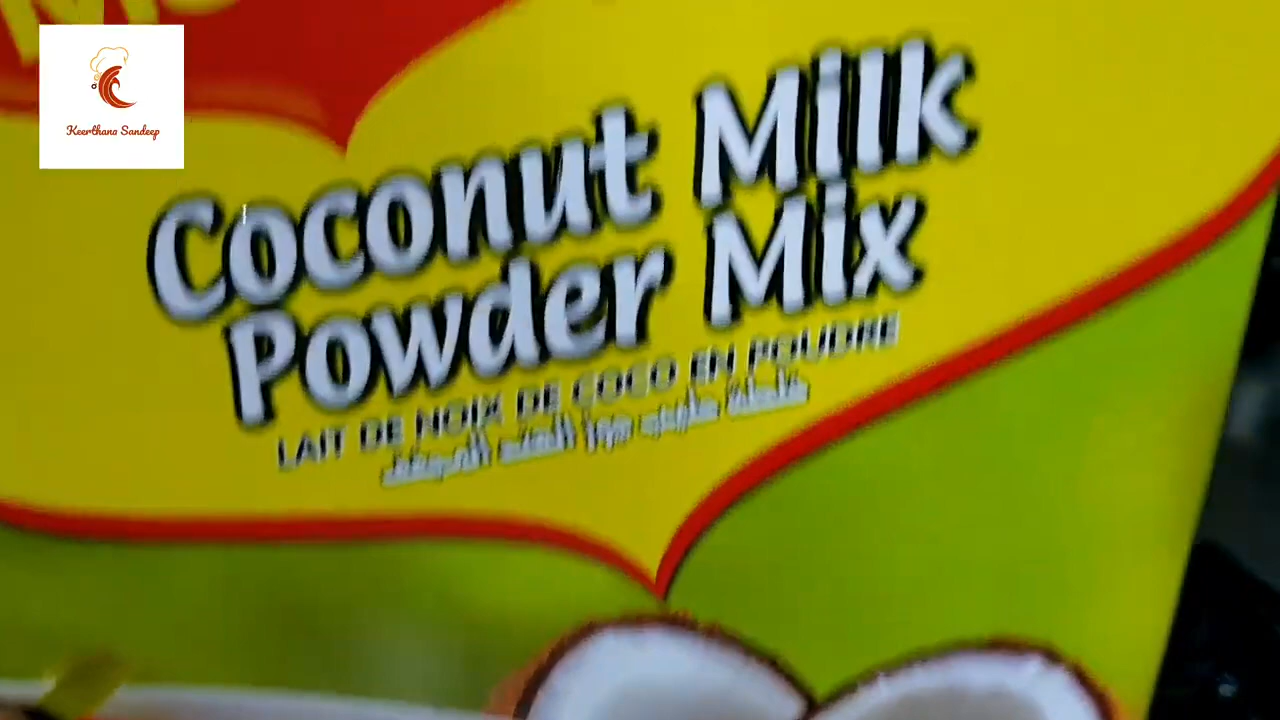 Keerthana Sandeep
Coconut Milk
Powder Mix
LAIT DE NOIX DE COCO EN POUDRE